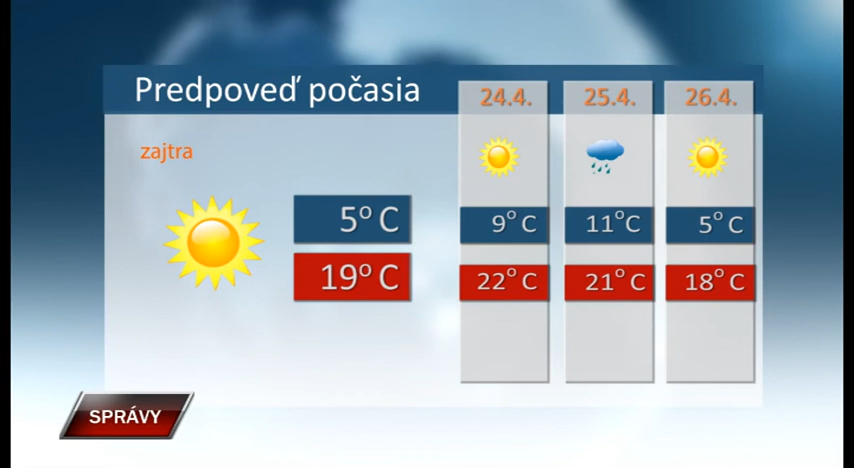 Predpoveď počasia
zajtra
5° C
19° C
24.4.
9° C
22° C
25.4.
11°C
21° C
26.4.
5° C
18° C
SPRÁVY